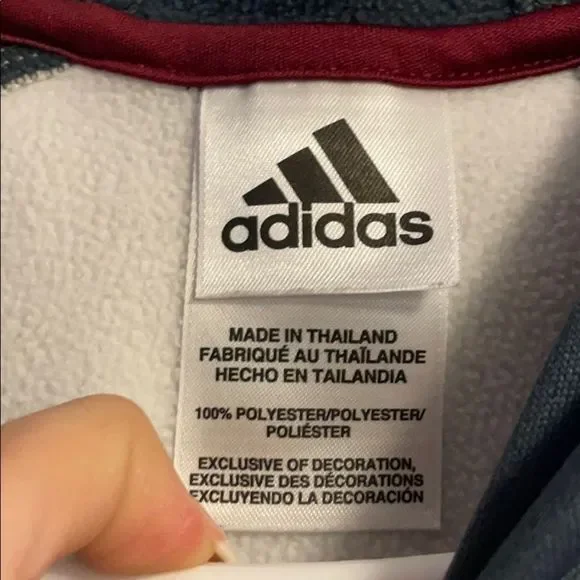 adidas
MADE IN THAILAND
FABRIQUÉ AU THAÏLANDE
HECHO EN TAILANDIA
100% POLYESTER/POLYESTER/
POLIÉSTER
EXCLUSIVE OF DECORATION,
EXCLUSIVE DES DÉCORATIONS
EXCLUYENDO LA DECORACIÓN